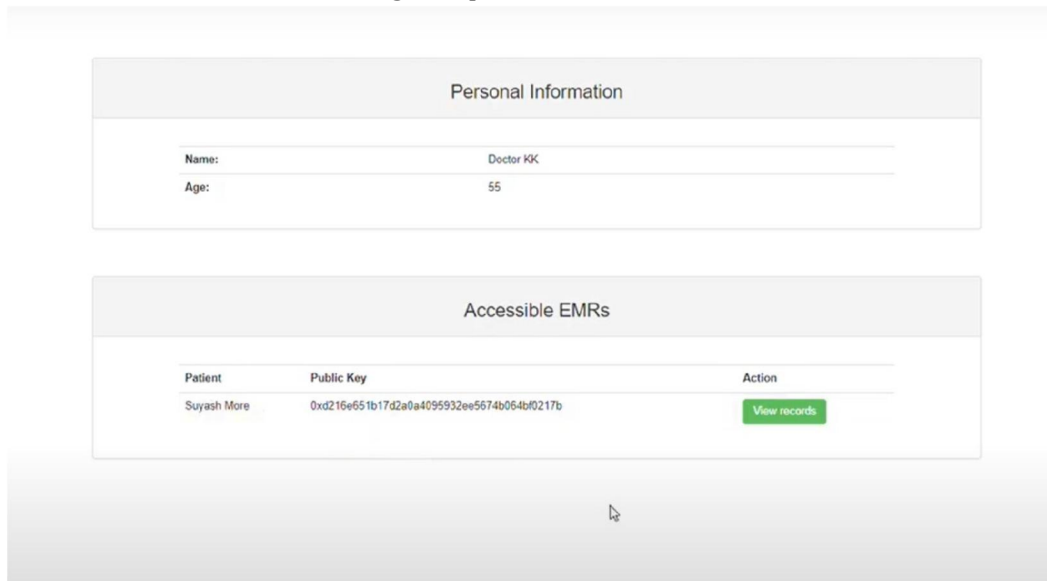 Personal Information
Name: Doctor KK
Age: 55
Accessible EMRs
Patient Public Key Action
Suyash More 0xd216e651b17d2a0a4095932ee5674b064bf0217b View records